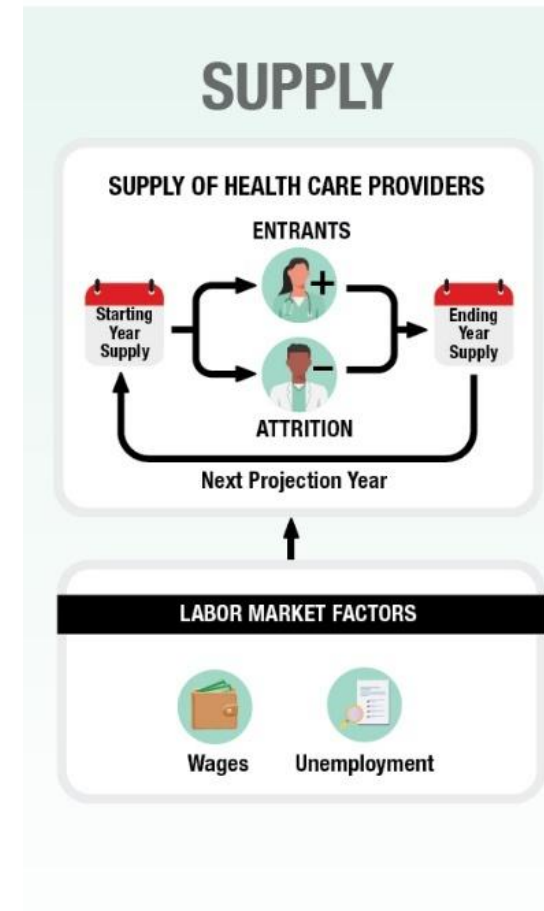 SUPPLY
SUPPLY OF HEALTH CARE PROVIDERS
ENTRANTS
+
Starting
Year
Supply
Ending
Year
Supply
–
ATTRITION
Next Projection Year
LABOR MARKET FACTORS
Wages
Unemployment